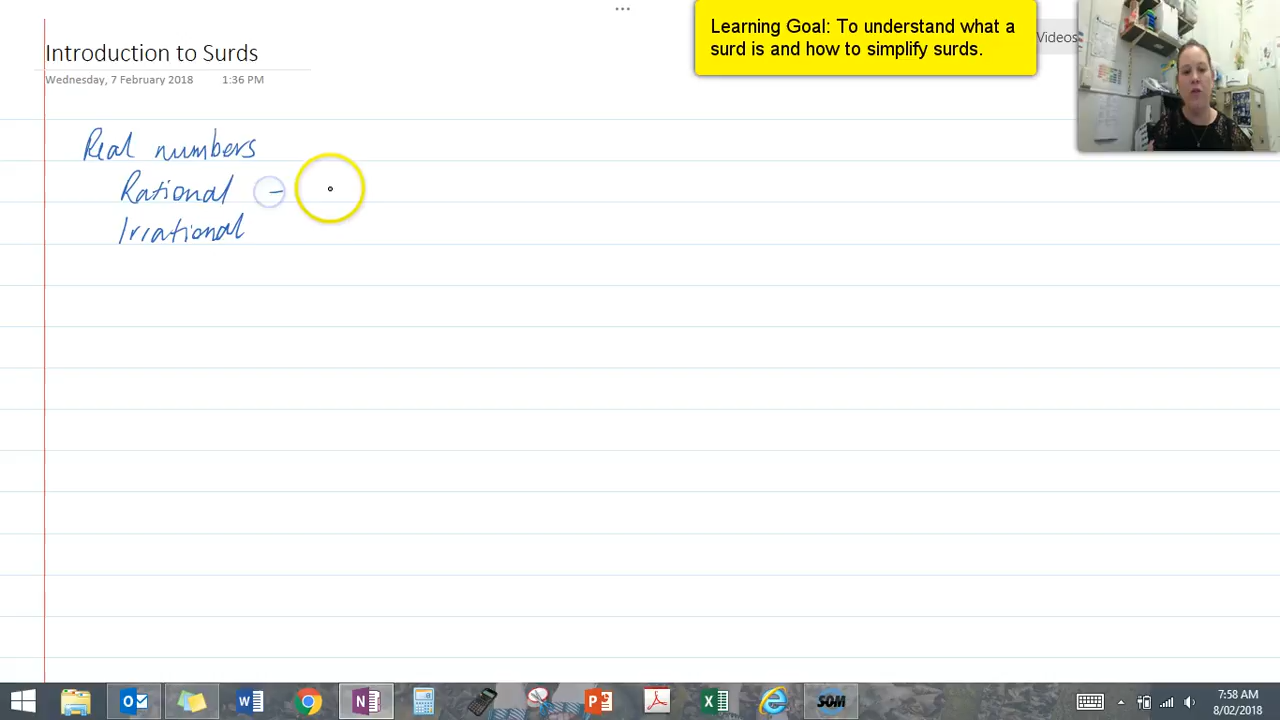 Learning Goal: To understand what a
surd is and how to simplify surds.
Videos
Introduction to Surds
Wednesday, 7 February 2018 1:36 PM
Real numbers
Rational -
Irrational
7:58 AM
8/02/2018
SOM